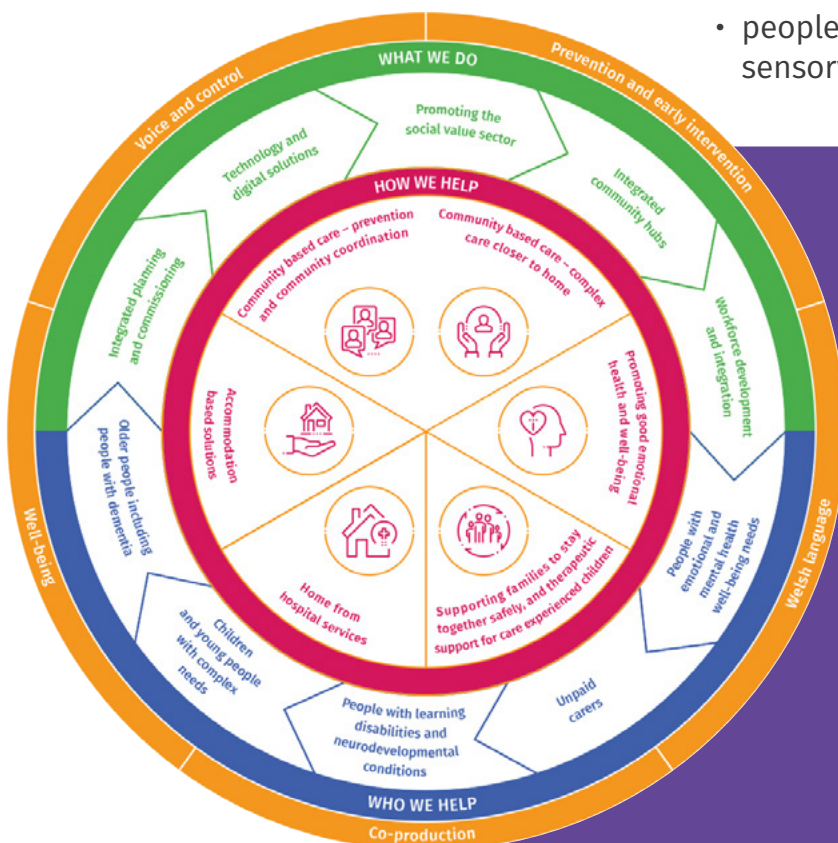 • people
sensory
Voice and control
Prevention and early intervention
WHAT WE DO
Technology and
digital solutions
Promoting the
social value sector
Integrated
community hubs
Integrated planning
and commissioning
Workforce development
and integration
HOW WE HELP
Community based care – prevention
and community coordination
Community based care – complex
care closer to home
Accommodation
based solutions
Promoting good emotional
health and well-being
Home from
hospital services
Supporting families to stay
together safely, and therapeutic
support for care experienced children
Older people including
people with dementia
People with
emotional and
mental health
well-being needs
Children
and young people
with complex
needs
People with learning
disabilities and
neurodevelopmental
conditions
Unpaid
carers
WHO WE HELP
Well-being
Welsh language
Co-production